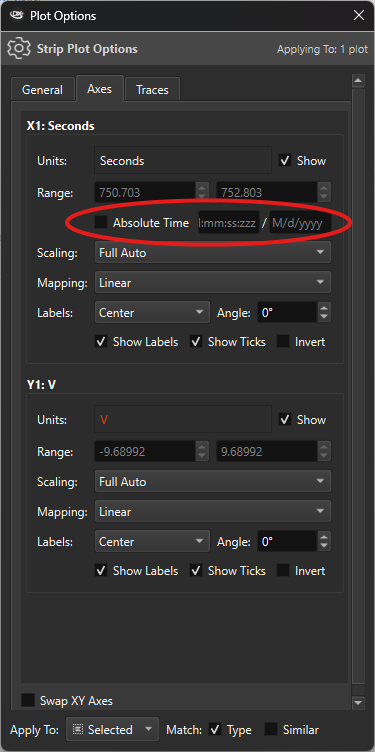 Plot Options
Strip Plot Options Applying To: 1 plot
General Axes Traces
X1: Seconds
Units: Seconds Show
Range: 750.703 752.803
Absolute Time :mm:ss:zzz / M/d/yyyy
Scaling: Full Auto
Mapping: Linear
Labels: Center Angle: 0°
Show Labels Show Ticks Invert
Y1: V
Units: V Show
Range: -9.68992 9.68992
Scaling: Full Auto
Mapping: Linear
Labels: Center Angle: 0°
Show Labels Show Ticks Invert
Swap XY Axes
Apply To: Selected Match: Type Similar